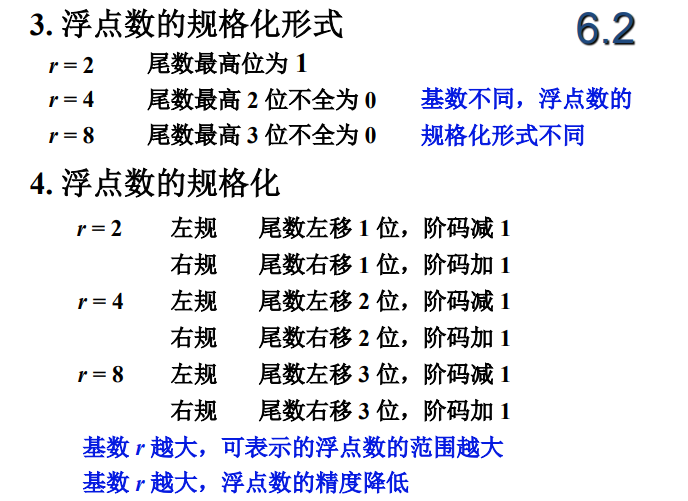 3. 浮点数的规格化形式
6.2
r = 2 尾数最高位为 1
r = 4 尾数最高 2 位不全为 0 基数不同，浮点数的
r = 8 尾数最高 3 位不全为 0 规格化形式不同
4. 浮点数的规格化
r = 2 左规 尾数左移 1 位，阶码减 1
右规 尾数右移 1 位，阶码加 1
r = 4 左规 尾数左移 2 位，阶码减 1
右规 尾数右移 2 位，阶码加 1
r = 8 左规 尾数左移 3 位，阶码减 1
右规 尾数右移 3 位，阶码加 1
基数 r 越大，可表示的浮点数的范围越大
基数 r 越大，浮点数的精度降低